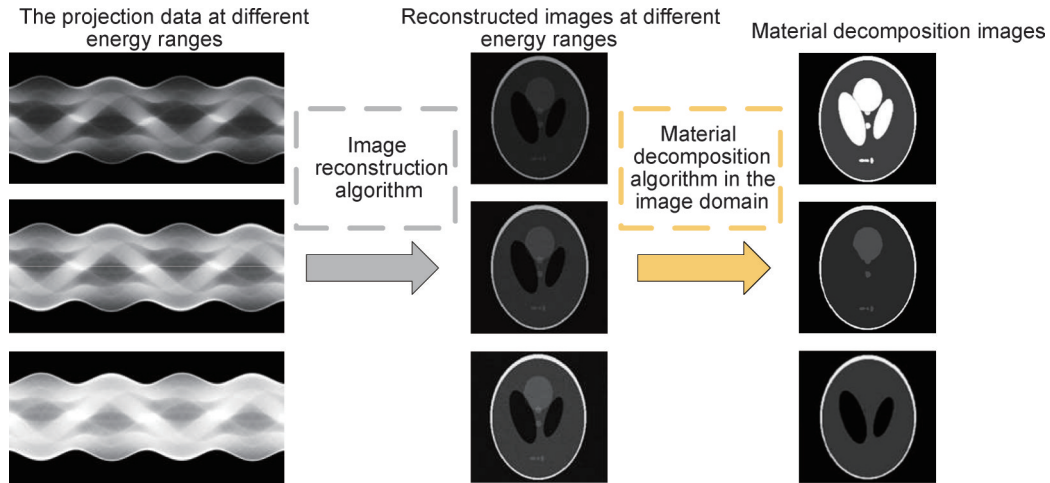 The projection data at different
energy ranges
Reconstructed images at different
energy ranges
Material decomposition images
Image
reconstruction
algorithm
Material
decomposition
algorithm in the
image domain